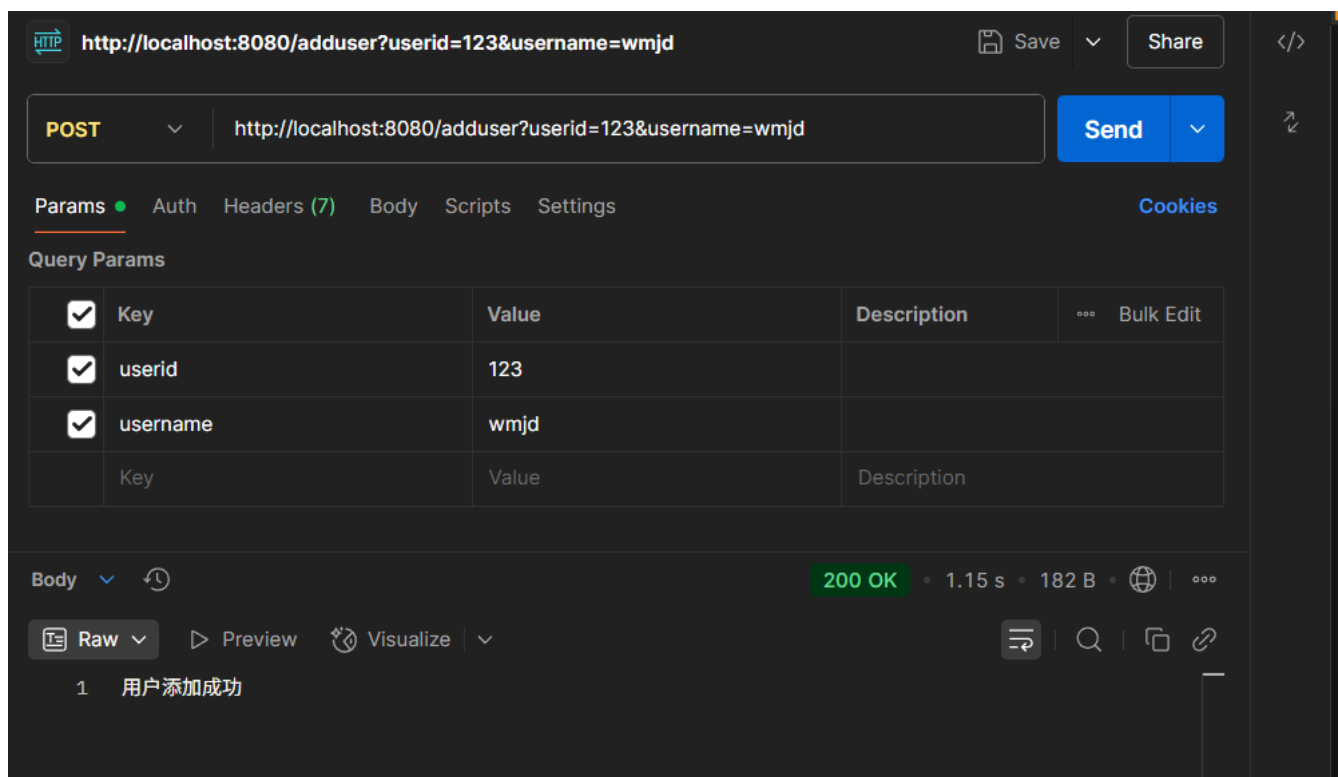 HTTP http://localhost:8080/adduser?userid=123&username=wmjd Save Share
POST http://localhost:8080/adduser?userid=123&username=wmjd Send
Params Auth Headers (7) Body Scripts Settings Cookies
Query Params
Key Value Description Bulk Edit
userid 123
username wmjd
Key Value Description
Body 200 OK • 1.15 s • 182 B •
Raw Preview Visualize
1 用户添加成功